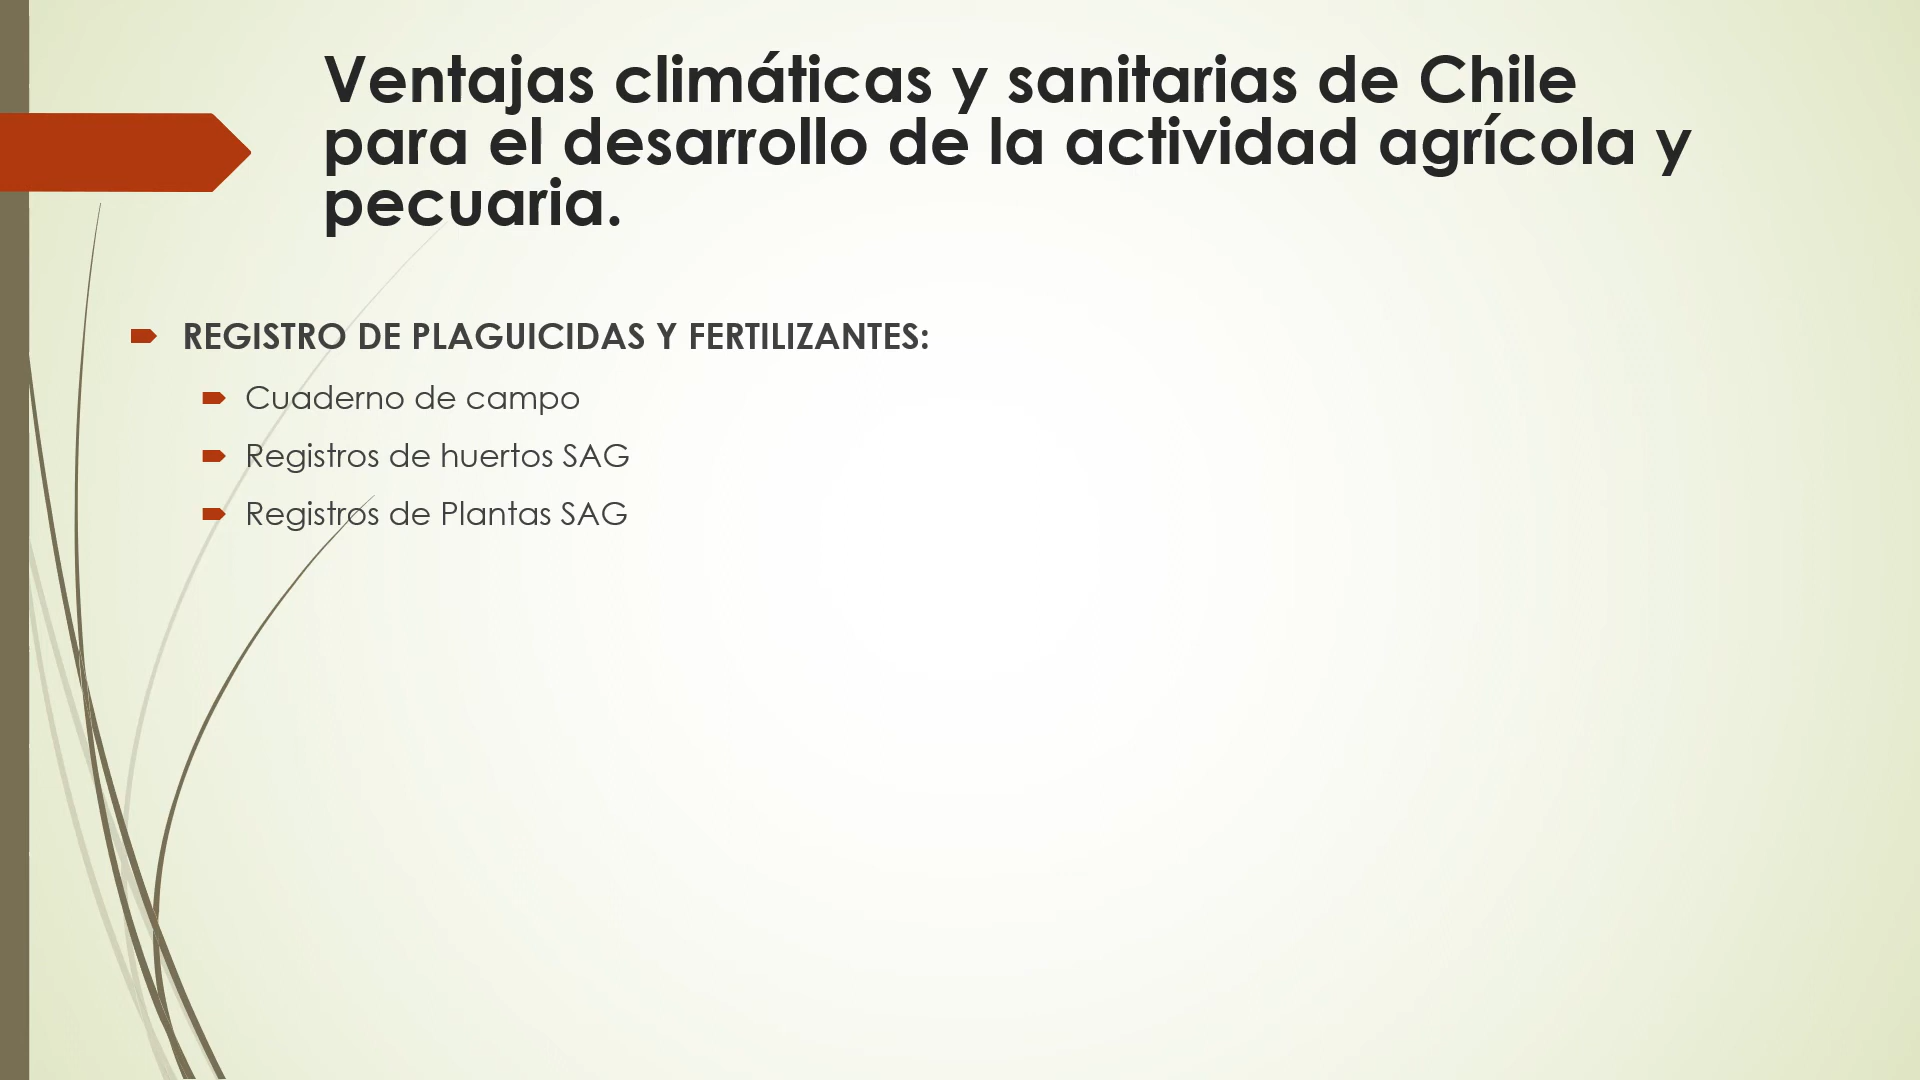 Ventajas climáticas y sanitarias de Chile
para el desarrollo de la actividad agrícola y
pecuaria.
REGISTRO DE PLAGUICIDAS Y FERTILIZANTES:
Cuaderno de campo
Registros de huertos SAG
Registros de Plantas SAG